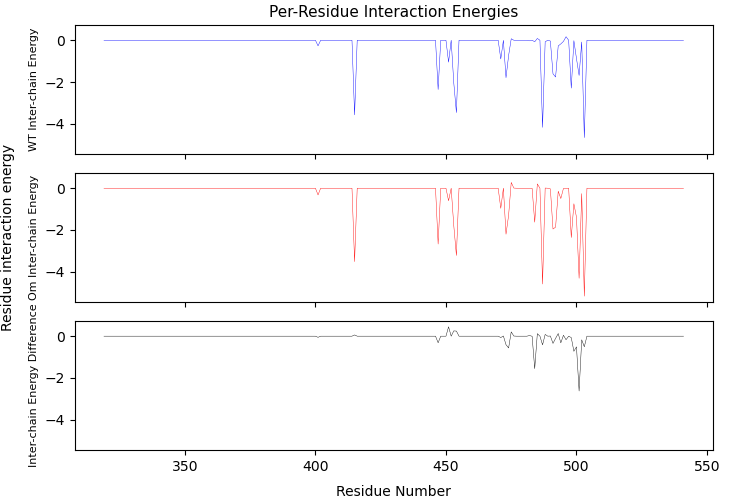 Per-Residue Interaction Energies
Residue interaction energy
WT Inter-chain Energy
0
−2
−4
Om Inter-chain Energy
0
−2
−4
Inter-chain Energy Difference
0
−2
−4
350
400
450
500
550
Residue Number